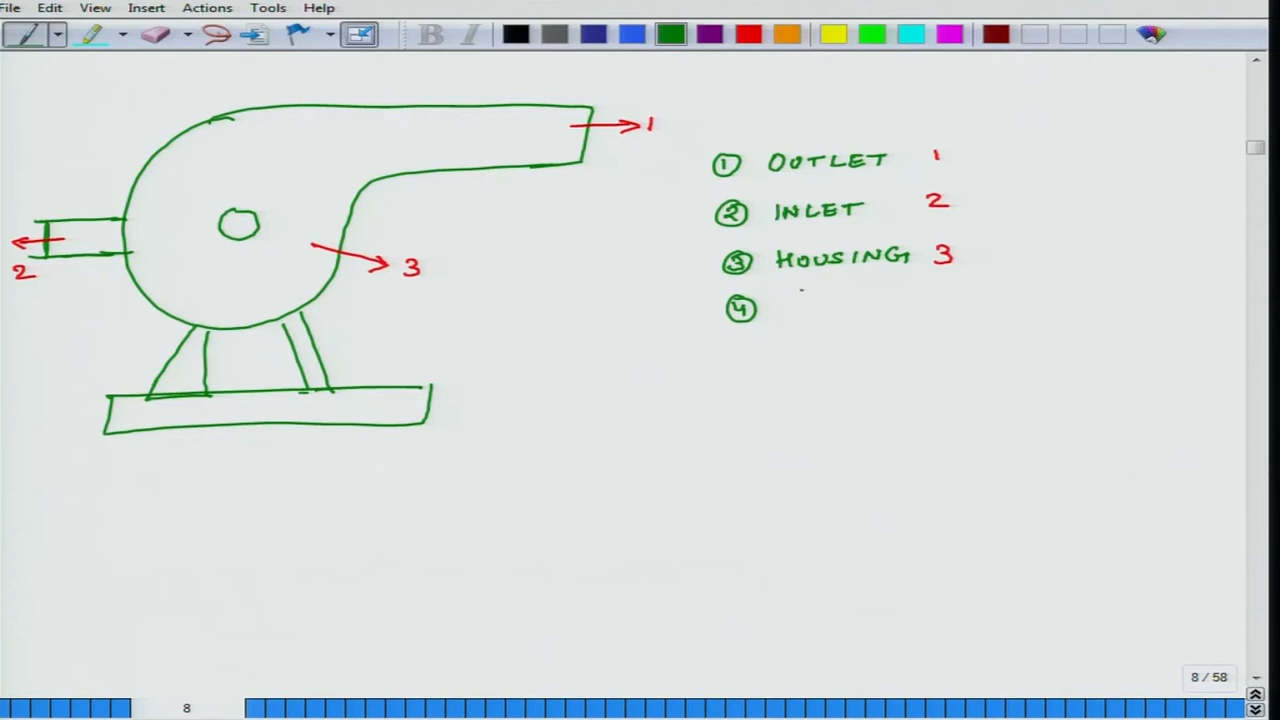 File Edit View Insert Actions Tools Help
B I
1
① OUTLET 1
② INLET 2
③ HOUSING 3
2
3
④
8 / 58
8